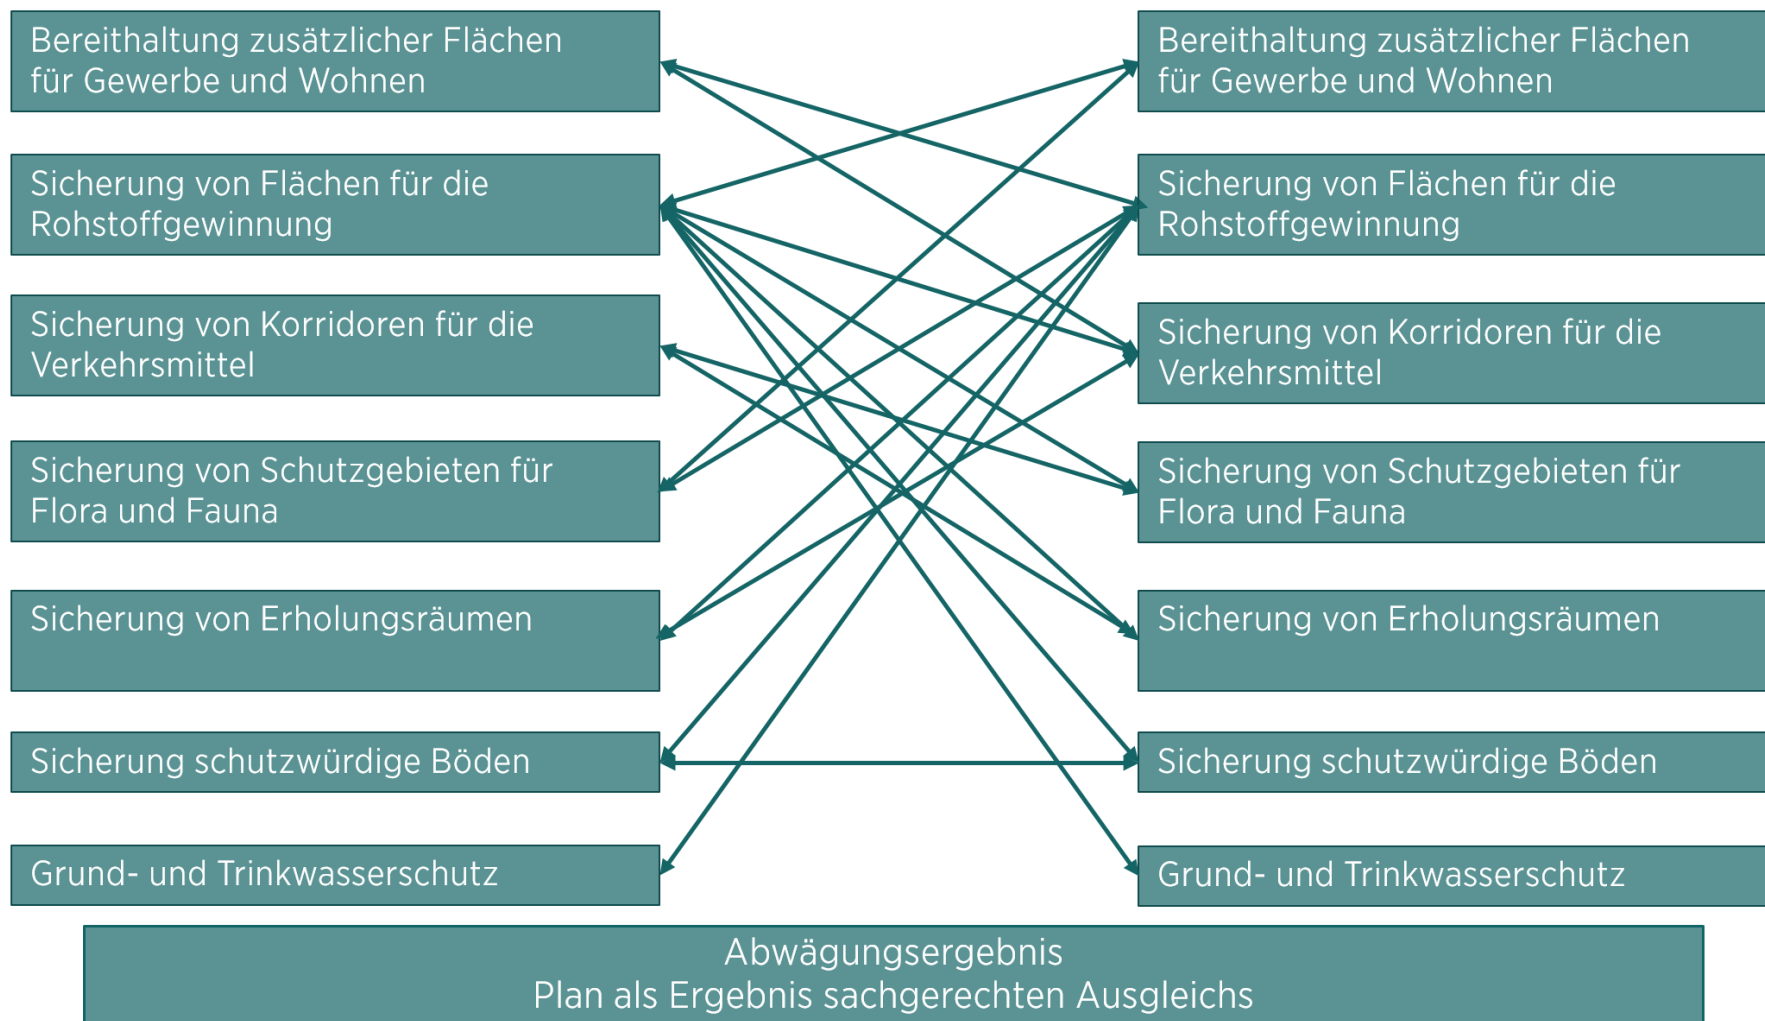 Bereithaltung zusätzlicher Flächen
für Gewerbe und Wohnen
Sicherung von Flächen für die
Rohstoffgewinnung
Sicherung von Korridoren für die
Verkehrsmittel
Sicherung von Schutzgebieten für
Flora und Fauna
Sicherung von Erholungsräumen
Sicherung schutzwürdige Böden
Grund- und Trinkwasserschutz
Bereithaltung zusätzlicher Flächen
für Gewerbe und Wohnen
Sicherung von Flächen für die
Rohstoffgewinnung
Sicherung von Korridoren für die
Verkehrsmittel
Sicherung von Schutzgebieten für
Flora und Fauna
Sicherung von Erholungsräumen
Sicherung schutzwürdige Böden
Grund- und Trinkwasserschutz
Abwägungsergebnis
Plan als Ergebnis sachgerechten Ausgleichs